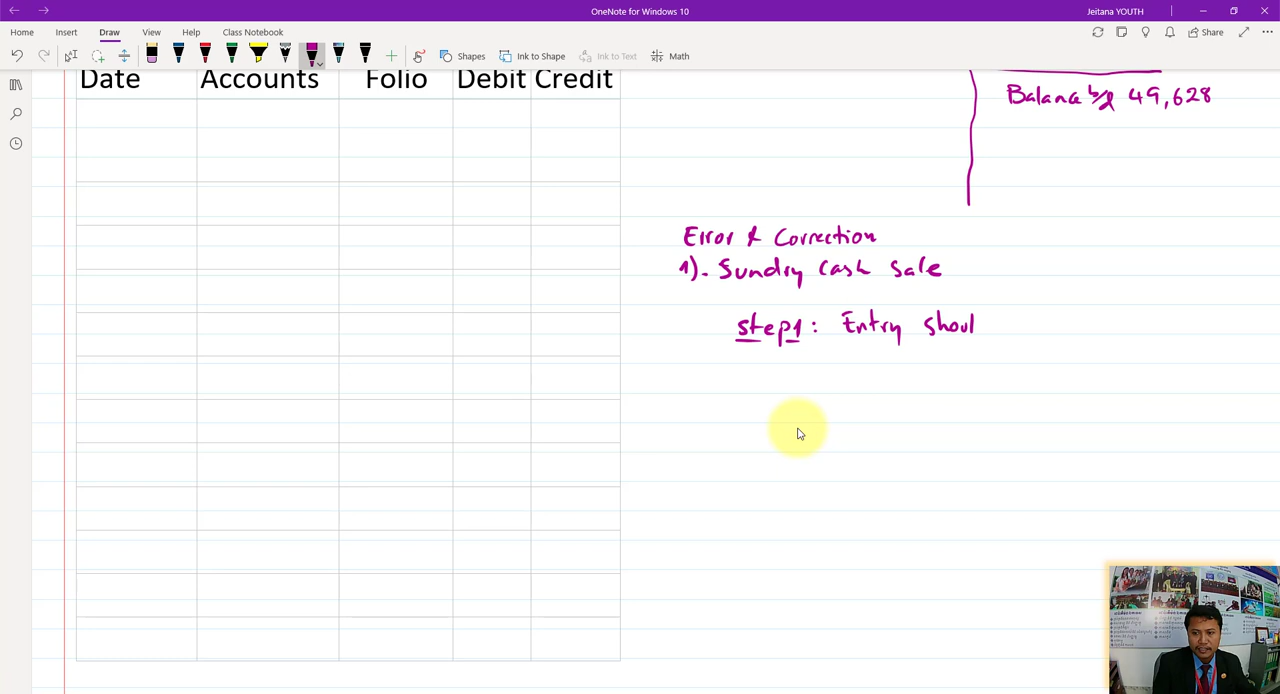 OneNote for Windows 10
Jeitana YOUTH
Home Insert Draw View Help Class Notebook
Share
Shapes Ink to Shape Ink to Text Math
Date Accounts Folio Debit Credit
Balance b/d 49,628
Error & Correction
1). Sundry cash sale
step1: Entry shoul